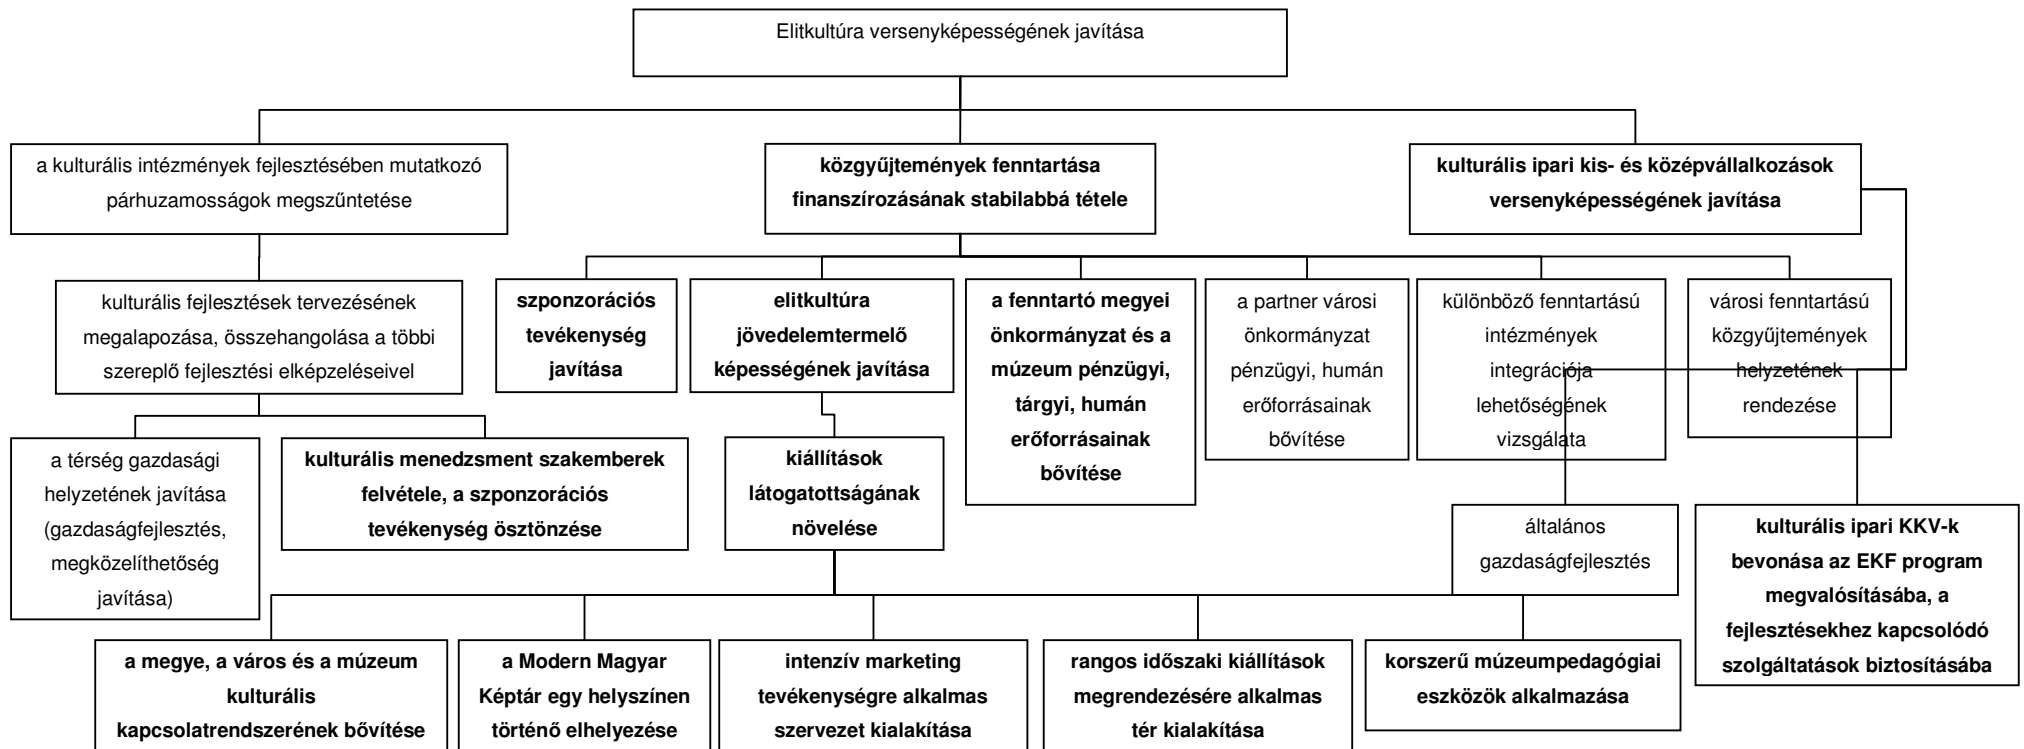 Elitkultúra versenyképességének javítása
a kulturális intézmények fejlesztésében mutatkozó
párhuzamosságok megszűntetése
közgyűjtemények fenntartása
finanszírozásának stabilabbá tétele
kulturális ipari kis- és középvállalkozások
versenyképességének javítása
kulturális fejlesztések tervezésének
megalapozása, összehangolása a többi
szereplő fejlesztési elképzeléseivel
szponzorációs
tevékenység
javítása
elitkultúra
jövedelemtermelő
képességének javítása
a fenntartó megyei
önkormányzat és a
múzeum pénzügyi,
tárgyi, humán
erőforrásainak
bővítése
a partner városi
önkormányzat
pénzügyi, humán
erőforrásainak
bővítése
különböző fenntartású
intézmények
integrációja
lehetőségének
vizsgálata
városi fenntartású
közgyűjtemények
helyzetének
rendezése
a térség gazdasági
helyzetének javítása
(gazdaságfejlesztés,
megközelíthetőség
javítása)
kulturális menedzsment szakemberek
felvétele, a szponzorációs
tevékenység ösztönzése
kiállítások
látogatottságának
növelése
általános
gazdaságfejlesztés
kulturális ipari KKV-k
bevonása az EKF program
megvalósításába, a
fejlesztésekhez kapcsolódó
szolgáltatások biztosításába
a megye, a város és a múzeum
kulturális
kapcsolatrendszerének bővítése
a Modern Magyar
Képtár egy helyszínen
történő elhelyezése
intenzív marketing
tevékenységre alkalmas
szervezet kialakítása
rangos időszaki kiállítások
megrendezésére alkalmas
tér kialakítása
korszerű múzeumpedagógiai
eszközök alkalmazása